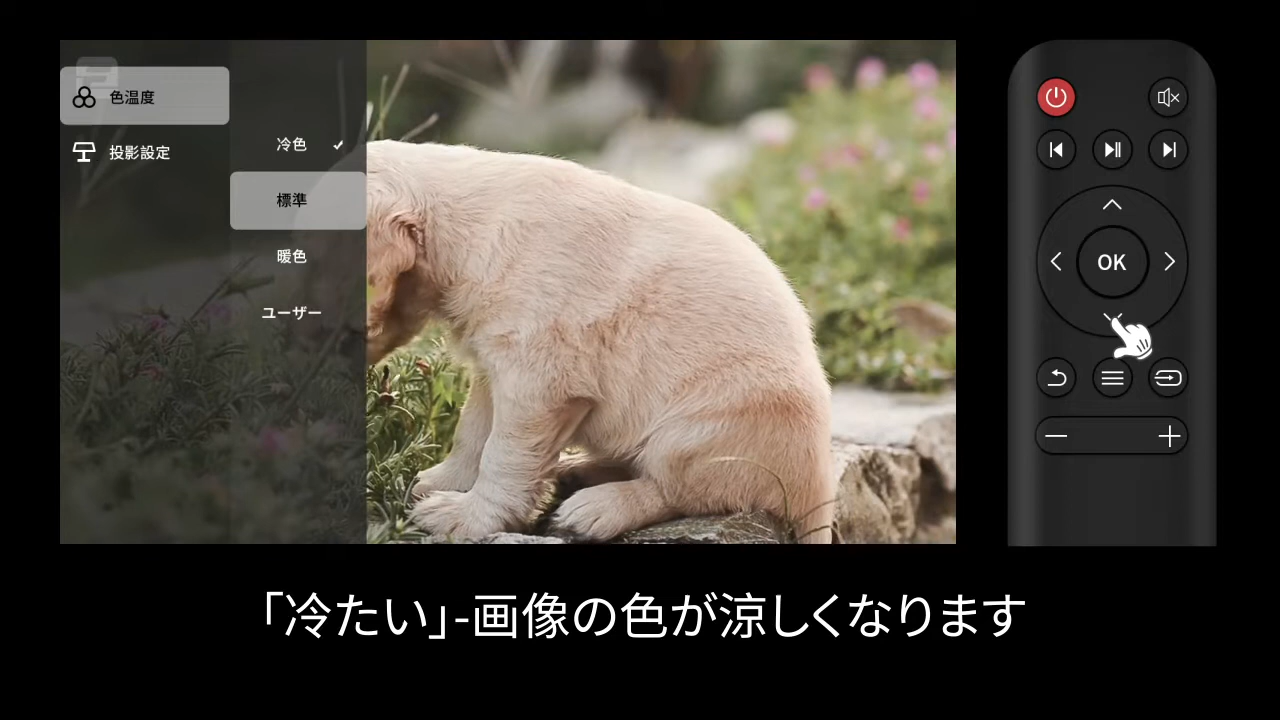 色温度
投影設定
冷色
標準
暖色
ユーザー
OK
「冷たい」-画像の色が涼しくなります